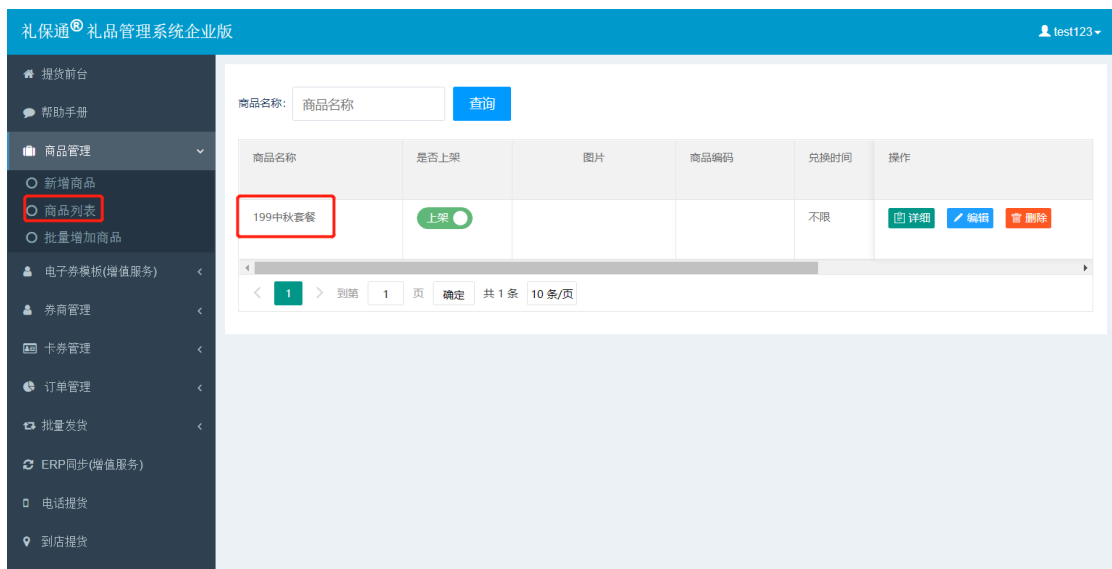 礼保通®礼品管理系统企业版
test123
提货前台
帮助手册
商品管理
新增商品
商品列表
批量增加商品
电子券模板(增值服务)
券商管理
卡券管理
订单管理
批量发货
ERP同步(增值服务)
电话提货
到店提货
商品名称: 商品名称 查询
商品名称 是否上架 图片 商品编码 兑换时间 操作
199中秋套餐 上架 不限 详细 编辑 删除
1 到第 1 页 确定 共 1 条 10 条/页